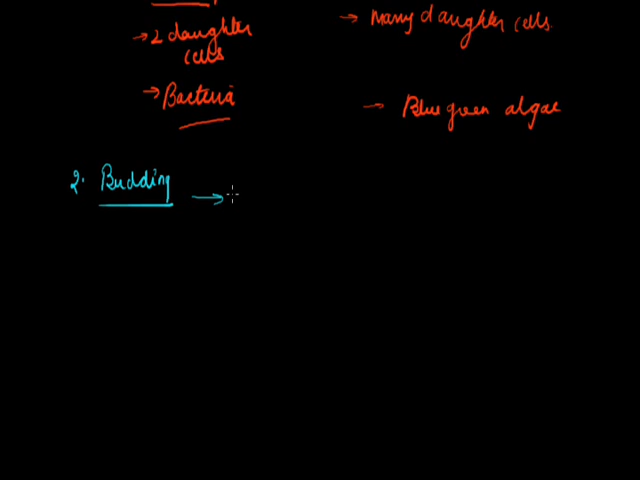 → 2 daughter
cells
→ many daughter cells
→ Bacteria
→ Blue green algae
2. Budding →